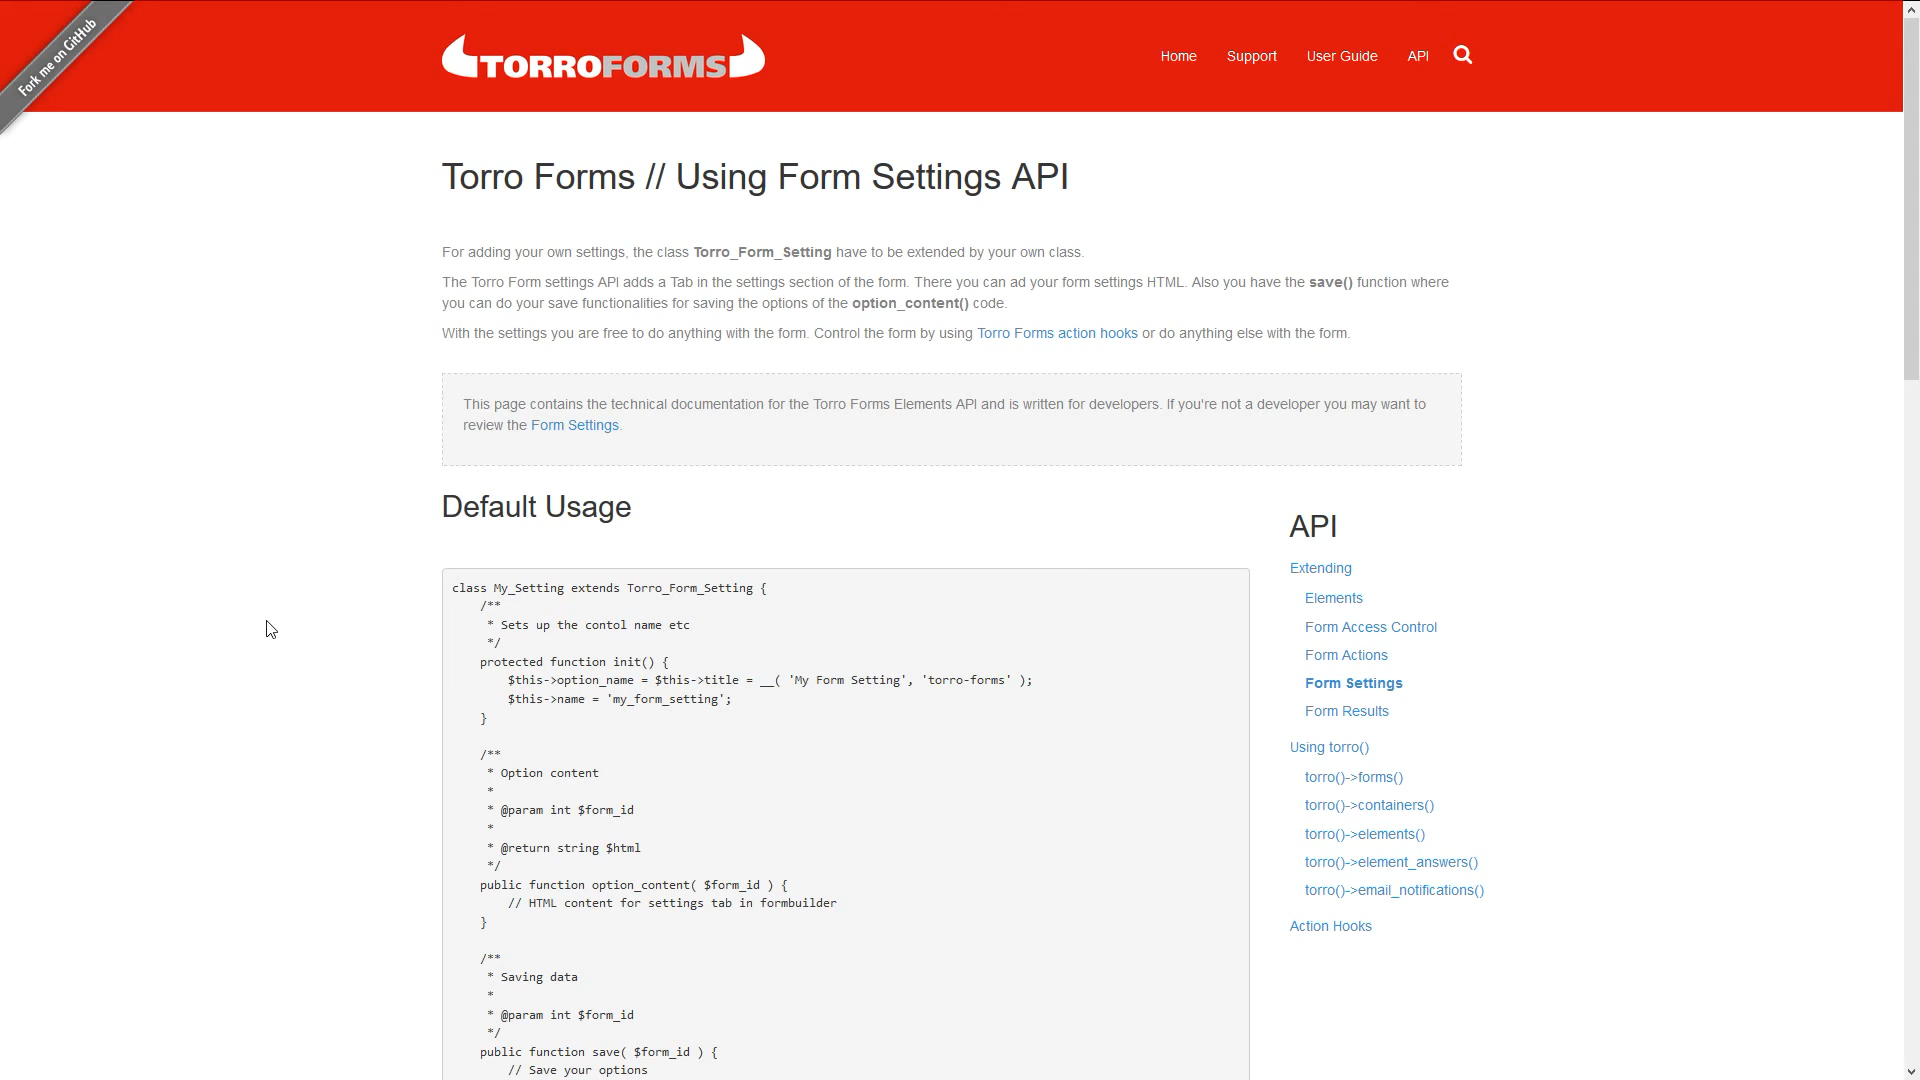 Fork me on GitHub
TORROFORMS
Home Support User Guide API
Torro Forms // Using Form Settings API
For adding your own settings, the class Torro_Form_Setting have to be extended by your own class.
The Torro Form settings API adds a Tab in the settings section of the form. There you can ad your form settings HTML. Also you have the save() function where
you can do your save functionalities for saving the options of the option_content() code.
With the settings you are free to do anything with the form. Control the form by using Torro Forms action hooks or do anything else with the form.
This page contains the technical documentation for the Torro Forms Elements API and is written for developers. If you're not a developer you may want to
review the Form Settings.
Default Usage
class My_Setting extends Torro_Form_Setting {
/**
* Sets up the contol name etc
*/
protected function init() {
$this->option_name = $this->title = __( 'My Form Setting', 'torro-forms' );
$this->name = 'my_form_setting';
}
/**
* Option content
*
* @param int $form_id
*
* @return string $html
*/
public function option_content( $form_id ) {
// HTML content for settings tab in formbuilder
}
/**
* Saving data
*
* @param int $form_id
*/
public function save( $form_id ) {
// Save your options
API
Extending
Elements
Form Access Control
Form Actions
Form Settings
Form Results
Using torro()
torro()->forms()
torro()->containers()
torro()->elements()
torro()->element_answers()
torro()->email_notifications()
Action Hooks